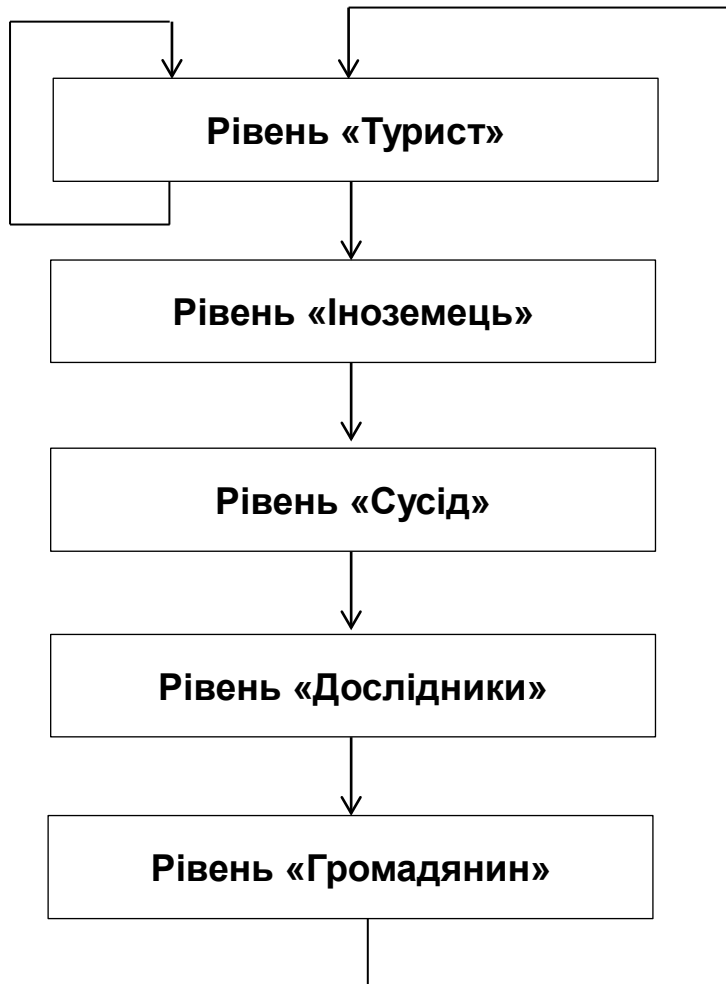 Рівень «Турист»
Рівень «Іноземець»
Рівень «Сусід»
Рівень «Дослідники»
Рівень «Громадянин»